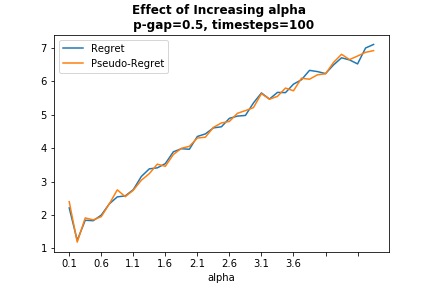 Effect of Increasing alpha
p-gap=0.5, timesteps=100
Regret
Pseudo-Regret
7
6
5
4
3
2
1
0.1 0.6 1.1 1.6 2.1 2.6 3.1 3.6
alpha